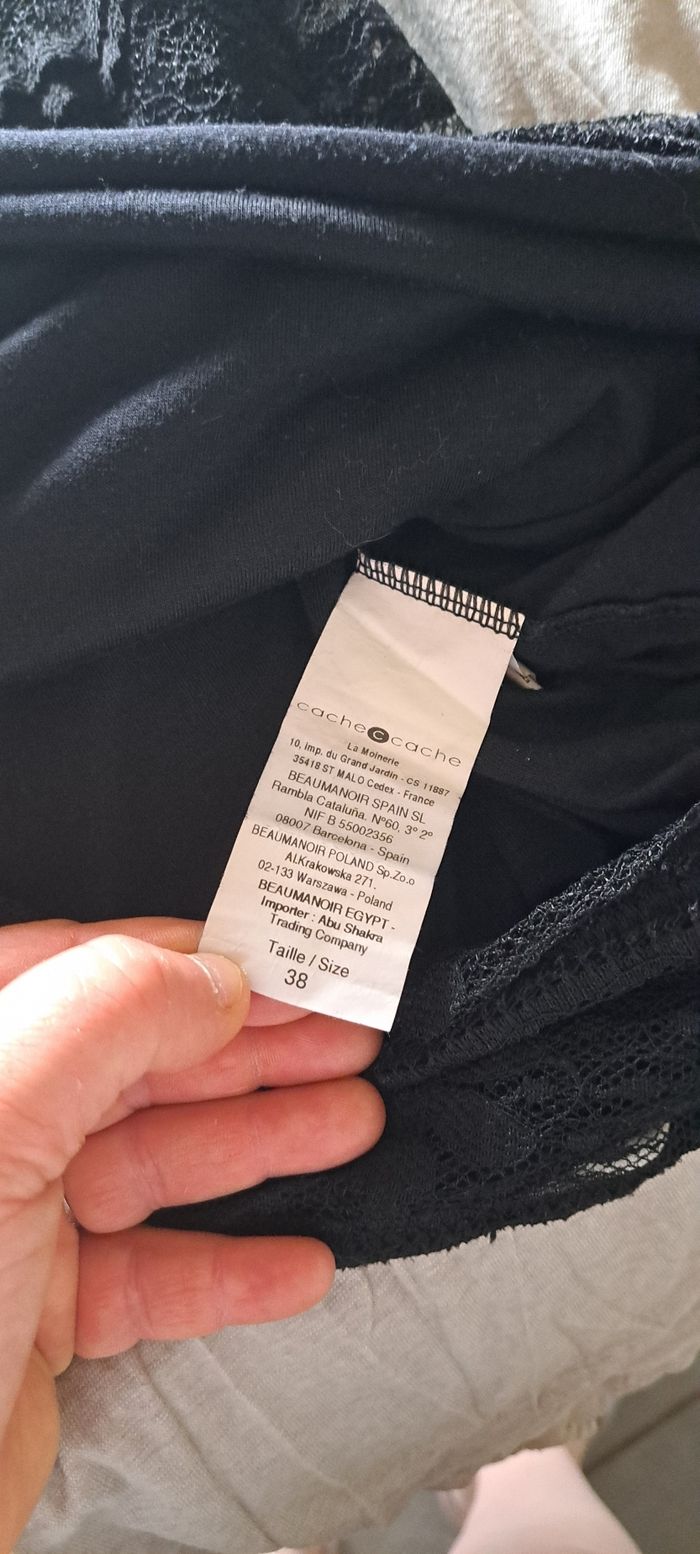 cache c cache
La Moinerie
10, imp. du Grand Jardin - CS 11887
35418 ST MALO Cedex - France
BEAUMANOIR SPAIN SL
Rambla Cataluña, Nº60, 3º 2º
NIF B 55002356
08007 Barcelona - Spain
BEAUMANOIR POLAND Sp.Zo.o
Al.Krakowska 271.
02-133 Warszawa - Poland
BEAUMANOIR EGYPT -
Importer : Abu Shakra
Trading Company
Taille / Size
38